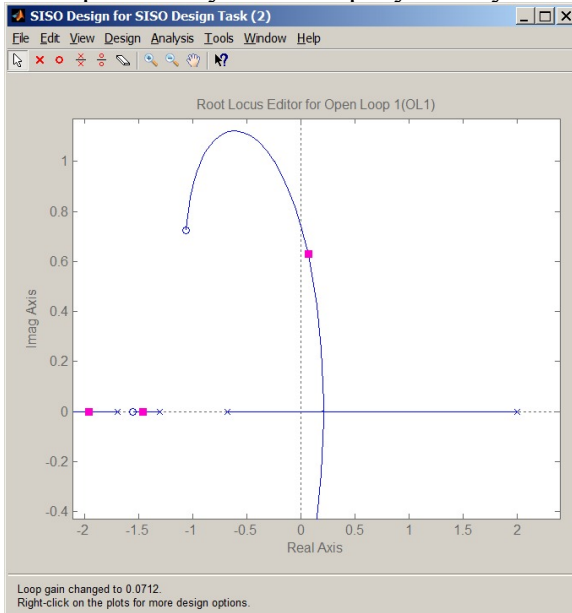 SISO Design for SISO Design Task (2)
File Edit View Design Analysis Tools Window Help
Root Locus Editor for Open Loop 1(OL1)
1
0.8
0.6
0.4
0.2
0
-0.2
-0.4
Imag Axis
-2 -1.5 -1 -0.5 0 0.5 1 1.5 2
Real Axis
Loop gain changed to 0.0712.
Right-click on the plots for more design options.